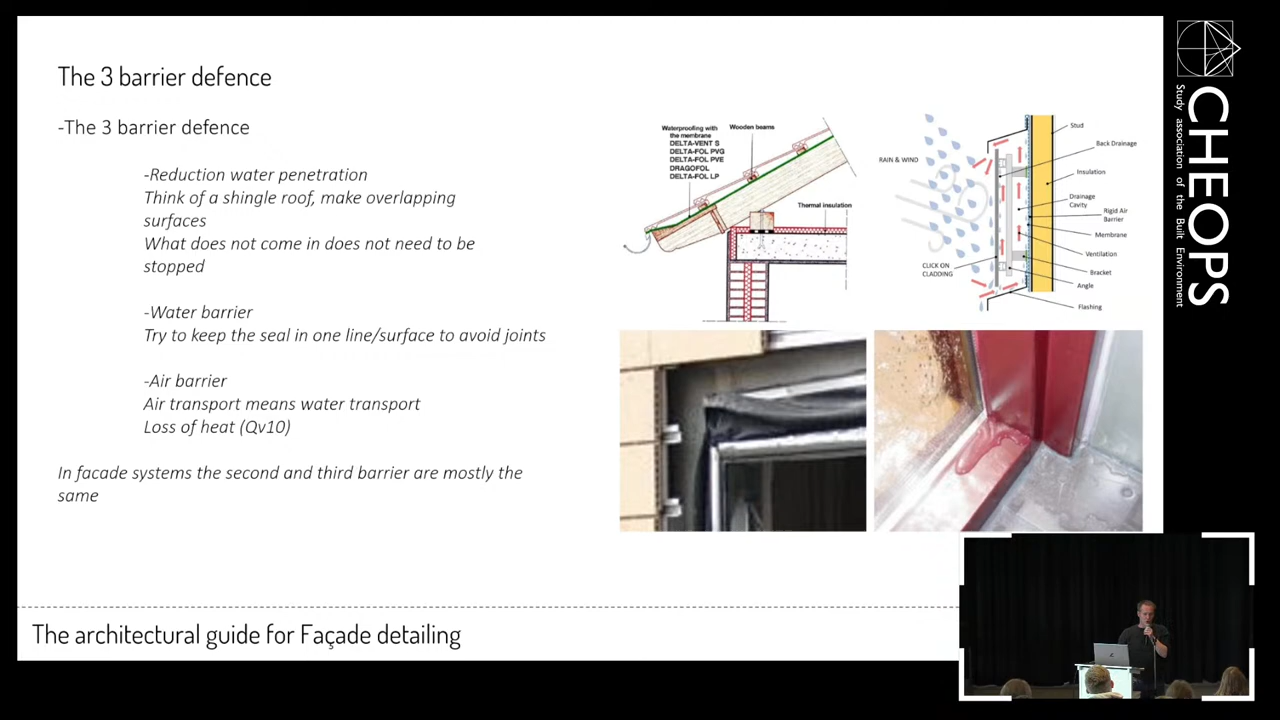 The 3 barrier defence
-The 3 barrier defence
-Reduction water penetration
Think of a shingle roof, make overlapping
surfaces
What does not come in does not need to be
stopped
-Water barrier
Try to keep the seal in one line/surface to avoid joints
-Air barrier
Air transport means water transport
Loss of heat (Qv10)
In facade systems the second and third barrier are mostly the
same
Waterproofing with
the membrane
DELTA-VENT S
DELTA-FOL PVG
DELTA-FOL PVE
DRAGOFOL
DELTA-FOL LP
Wooden beams
Thermal insulation
RAIN & WIND
CLICK ON
CLADDING
Stud
Back Drainage
Insulation
Drainage
Cavity
Rigid Air
Barrier
Membrane
Ventilation
Bracket
Angle
Flashing
The architectural guide for Façade detailing
CHEOPS
Study association of the Built Environment